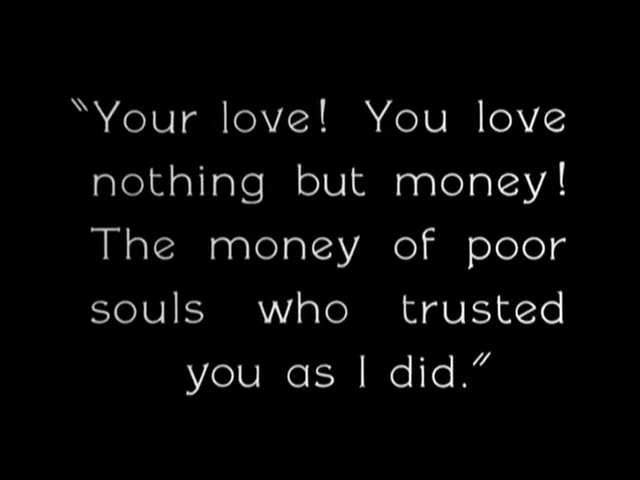 "Your love! You love
nothing but money!
The money of poor
souls who trusted
you as I did."